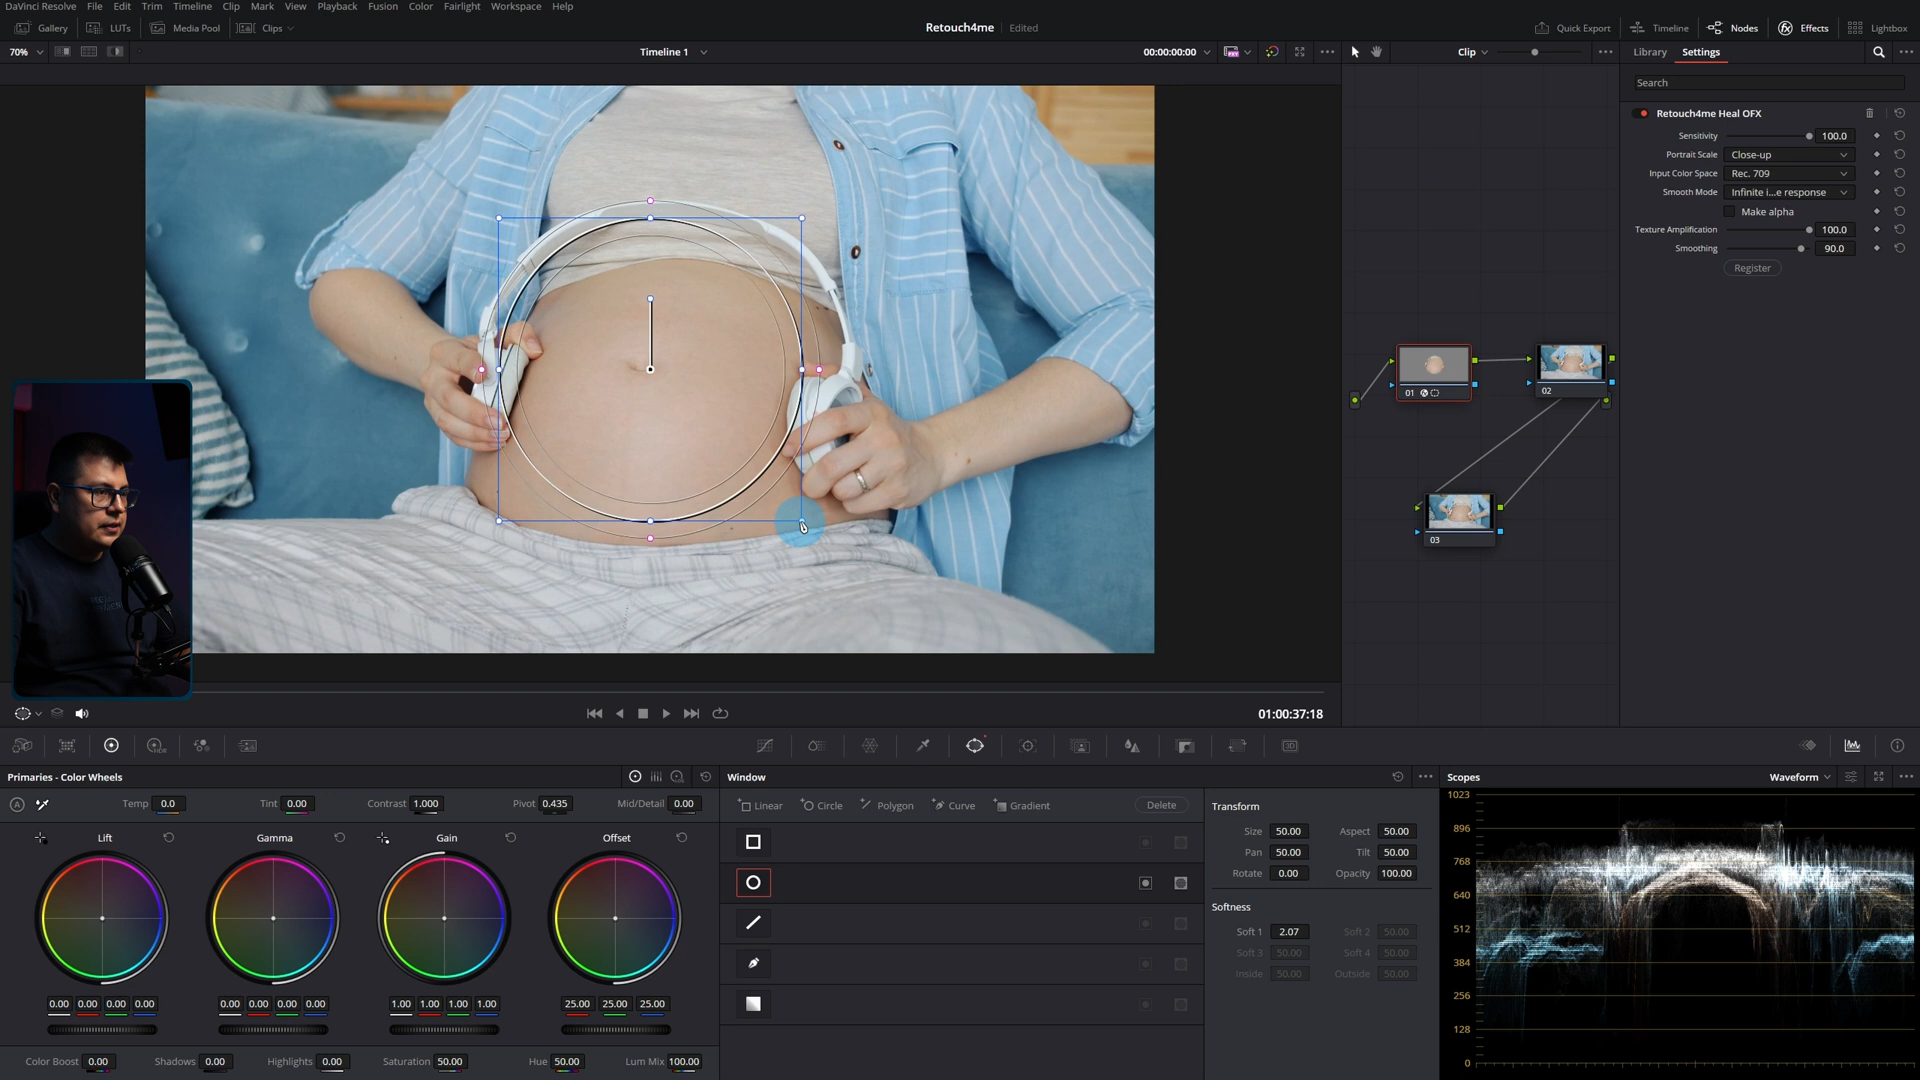 DaVinci Resolve File Edit Trim Timeline Clip Mark View Playback Fusion Color Fairlight Workspace Help
Gallery LUTs Media Pool Clips Retouch4me Edited Quick Export Timeline Nodes Effects Lightbox
70% Timeline 1 00:00:00:00 Clip Library Settings
Search
Retouch4me Heal OFX
Sensitivity 100.0
Portrait Scale Close-up
Input Color Space Rec. 709
Smooth Mode Infinite i...e response
Make alpha
Texture Amplification 100.0
Smoothing 90.0
Register
01
02
03
01:00:37:18
Primaries - Color Wheels
Temp 0.0 Tint 0.00 Contrast 1.000 Pivot 0.435 Mid/Detail 0.00
Lift Gamma Gain Offset
0.00 0.00 0.00 0.00 0.00 0.00 0.00 0.00 1.00 1.00 1.00 1.00 25.00 25.00 25.00
Color Boost 0.00 Shadows 0.00 Highlights 0.00 Saturation 50.00 Hue 50.00 Lum Mix 100.00
Window
Linear Circle Polygon Curve Gradient Delete
Transform
Size 50.00 Aspect 50.00
Pan 50.00 Tilt 50.00
Rotate 0.00 Opacity 100.00
Softness
Soft 1 2.07 Soft 2 50.00
Soft 3 50.00 Soft 4 50.00
Inside 50.00 Outside 50.00
Scopes Waveform
1023
896
768
640
512
384
256
128
0